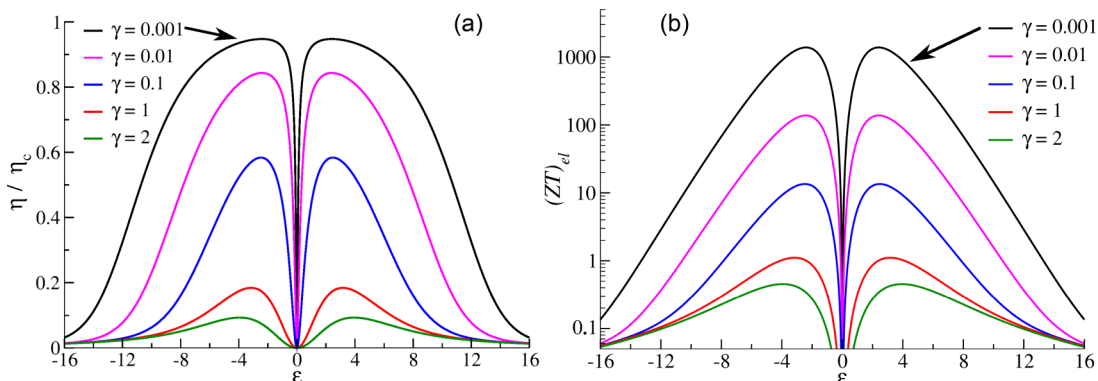 (a)
γ = 0.001
γ = 0.01
γ = 0.1
γ = 1
γ = 2
1
0.8
0.6
0.4
0.2
0
η / ηc
-16 -12 -8 -4 0 4 8 12 16
ε
(b)
γ = 0.001
γ = 0.01
γ = 0.1
γ = 1
γ = 2
1000
100
10
1
0.1
(ZT)el
-16 -12 -8 -4 0 4 8 12 16
ε